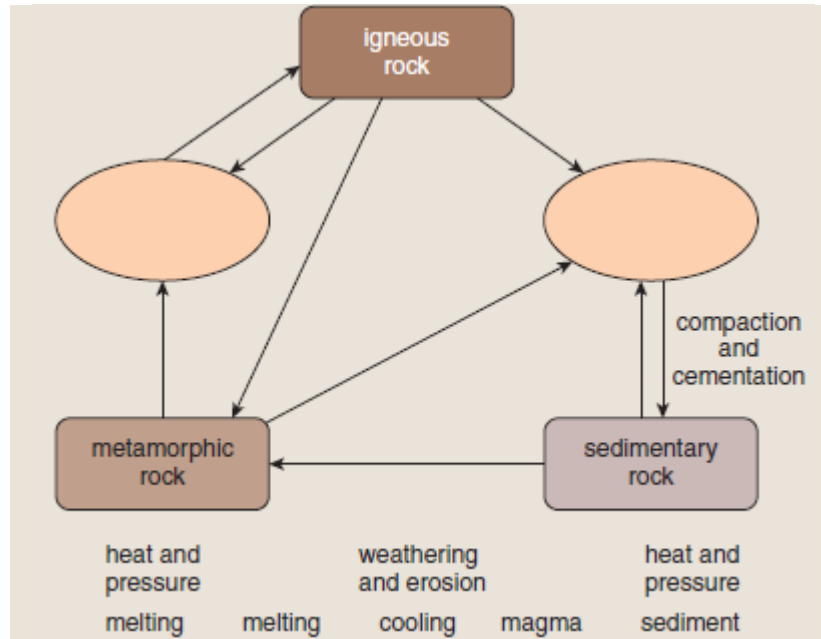 igneous
rock
compaction
and
cementation
metamorphic
rock
sedimentary
rock
heat and
pressure
weathering
and erosion
heat and
pressure
melting
melting
cooling
magma
sediment